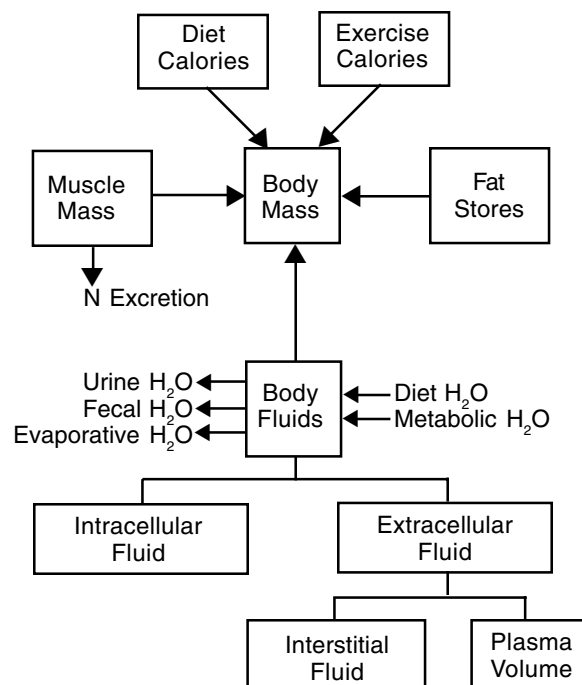 Diet
Calories
Exercise
Calories
Muscle
Mass
Body
Mass
Fat
Stores
N Excretion
Urine H₂O
Fecal H₂O
Evaporative H₂O
Body
Fluids
Diet H₂O
Metabolic H₂O
Intracellular
Fluid
Extracellular
Fluid
Interstitial
Fluid
Plasma
Volume